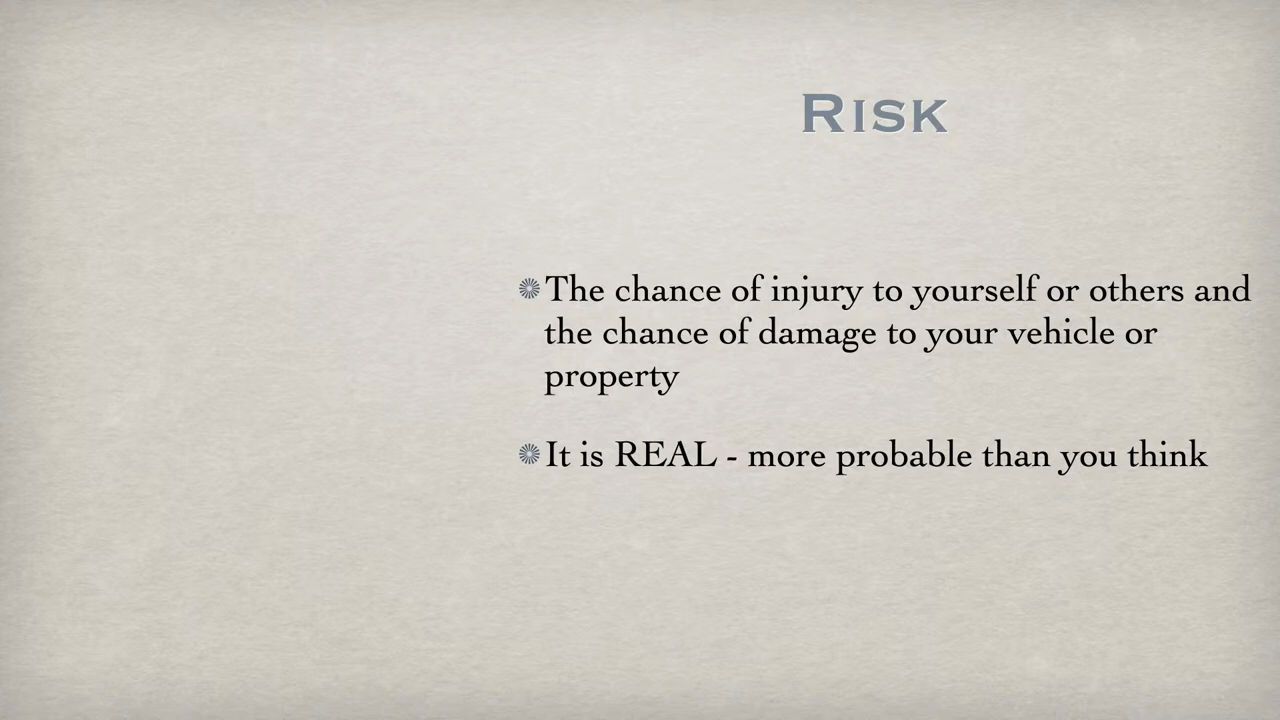 Risk
The chance of injury to yourself or others and
the chance of damage to your vehicle or
property
It is REAL - more probable than you think